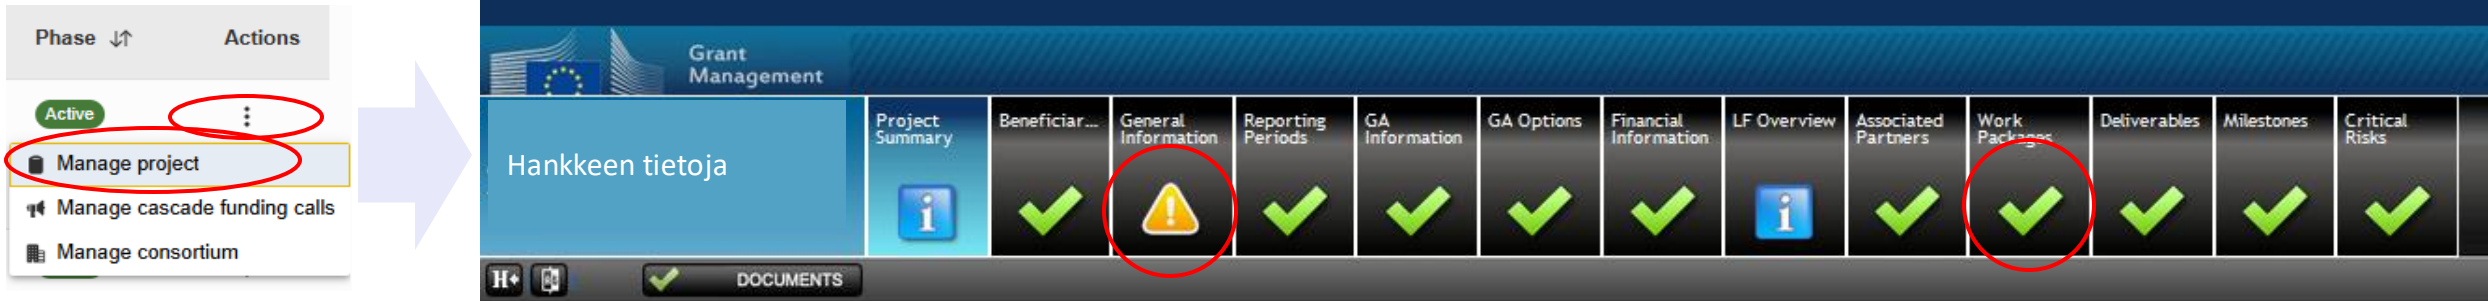 Phase Actions
Active
Manage project
Manage cascade funding calls
Manage consortium
Grant
Management
Hankkeen tietoja
Project
Summary
Beneficiar...
General
Information
Reporting
Periods
GA
Information
GA Options
Financial
Information
LF Overview
Associated
Partners
Work
Packages
Deliverables
Milestones
Critical
Risks
DOCUMENTS